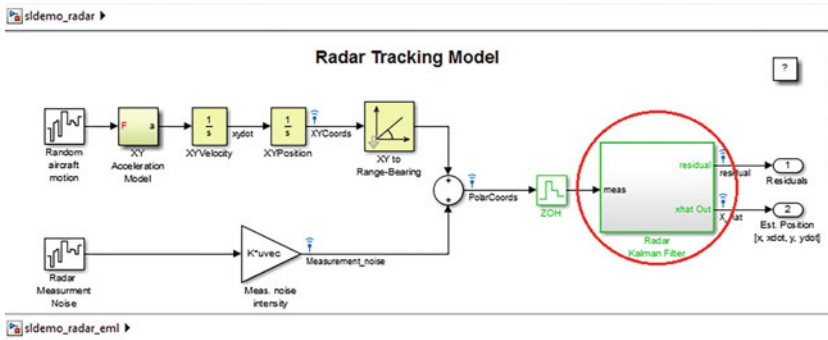 sldemo_radar
Radar Tracking Model
?
Random
aircraft
motion
F a
XY
Acceleration
Model
1
s
XYVelocity
xydot
1
s
XYPosition
XYCoords
XY to
Range-Bearing
+
+
PolarCoords
ZOH
meas
residual
xhat Out
Radar
Kalman Filter
residual
1
Residuals
X_hat
2
Est. Position
[x, xdot, y, ydot]
Radar
Measurment
Noise
K*uvec
Meas. noise
intensity
Measurement_noise
sldemo_radar_eml